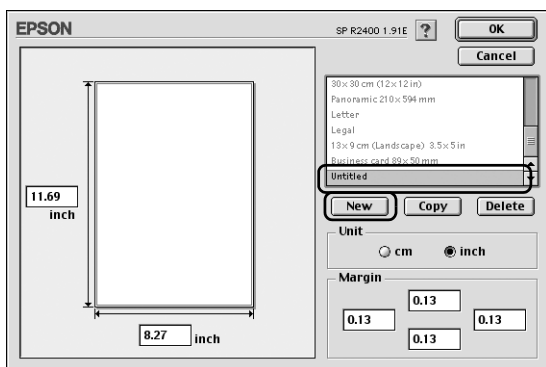 EPSON
SP R2400 1.91E
?
OK
Cancel
30×30 cm (12×12 in)
Panoramic 210×594 mm
Letter
Legal
13×9 cm (Landscape) 3.5×5 in
Business card 89×50 mm
Untitled
New
Copy
Delete
11.69
inch
8.27 inch
Unit
cm
inch
Margin
0.13
0.13
0.13
0.13